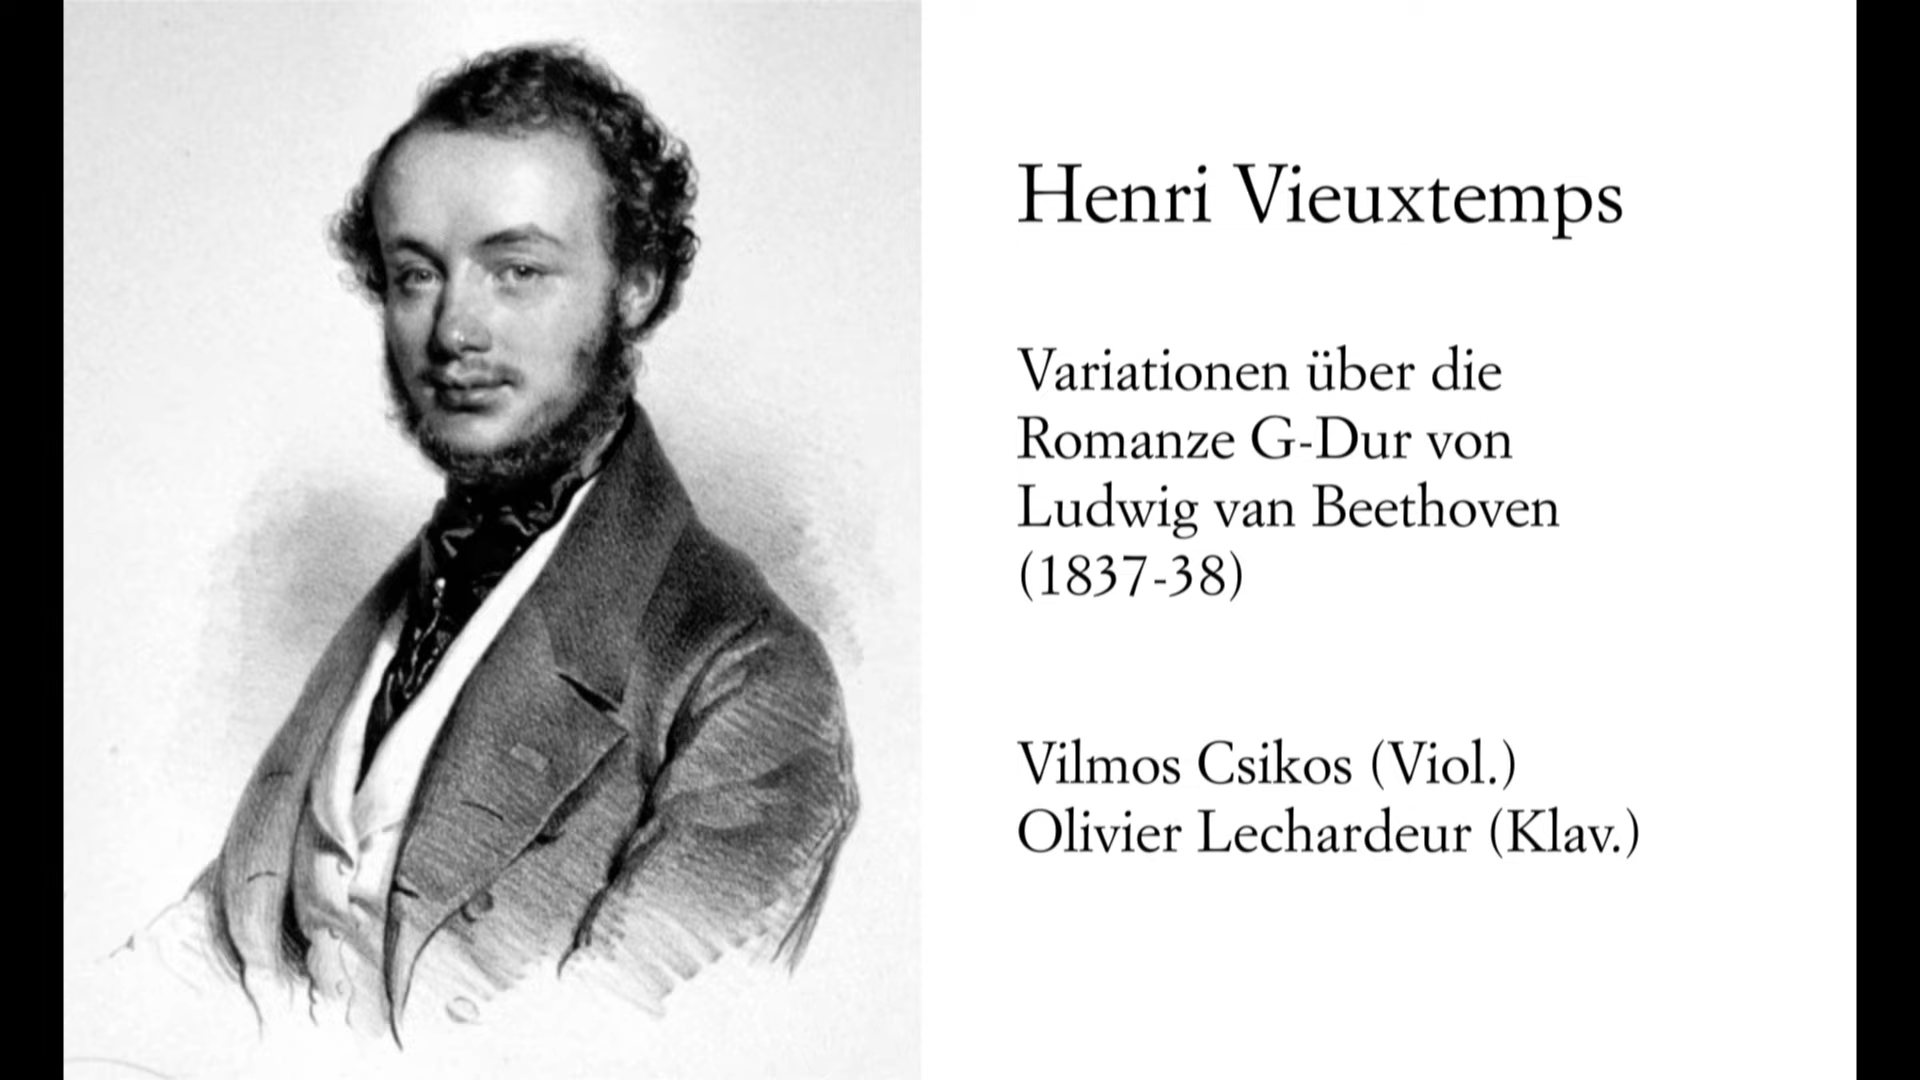 Henri Vieuxtemps
Variationen über die
Romanze G-Dur von
Ludwig van Beethoven
(1837-38)
Vilmos Csikos (Viol.)
Olivier Lechardeur (Klav.)